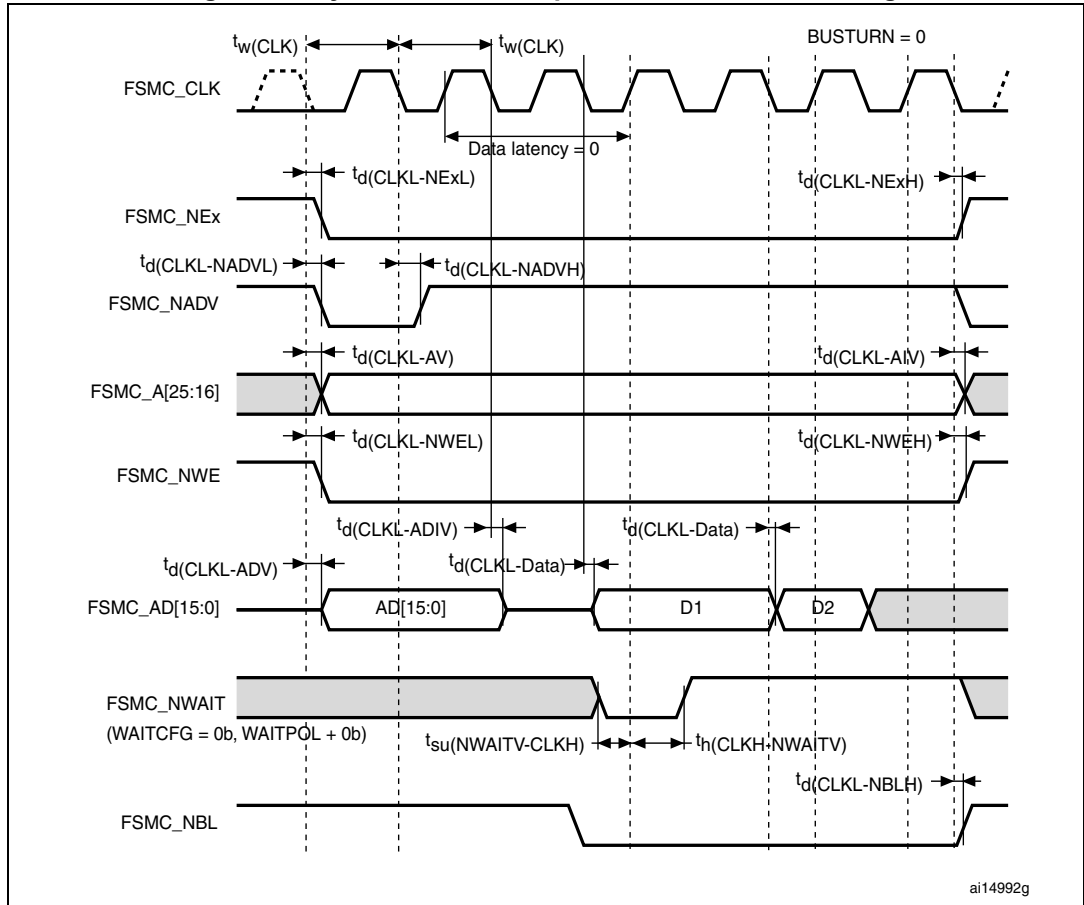 tw(CLK)
tw(CLK)
BUSTURN = 0
FSMC_CLK
Data latency = 0
td(CLKL-NExL)
td(CLKL-NExH)
FSMC_NEx
td(CLKL-NADVL)
td(CLKL-NADVH)
FSMC_NADV
td(CLKL-AV)
td(CLKL-AIV)
FSMC_A[25:16]
td(CLKL-NWEL)
td(CLKL-NWEH)
FSMC_NWE
td(CLKL-ADIV)
td(CLKL-Data)
td(CLKL-ADV)
td(CLKL-Data)
FSMC_AD[15:0]
AD[15:0]
D1
D2
FSMC_NWAIT
(WAITCFG = 0b, WAITPOL + 0b)
tsu(NWAITV-CLKH)
th(CLKH-NWAITV)
td(CLKL-NBLH)
FSMC_NBL
ai14992g